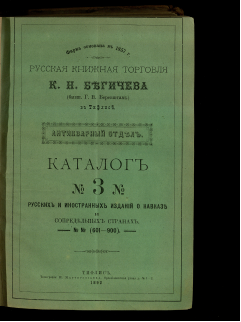 Фирма основана въ 1857 г.
РУССКАЯ КНИЖНАЯ ТОРГОВЛЯ
К. Н. БѢГИЧЕВА
въ Тифлисѣ.
АНТИКВАРНЫЙ ОТДѢЛЪ.
КАТАЛОГЪ
№ 3 №
РУССКИХЪ И ИНОСТРАННЫХЪ ИЗДАНІЙ О КАВКАЗѢ
И
СОПРЕДѢЛЬНЫХЪ СТРАНАХЪ.
ТИФЛИСЪ.